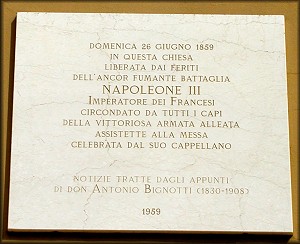 DOMENICA 26 GIUGNO 1859
IN QUESTA CHIESA
LIBERATA DAI FERITI
DELL'ANCOR FUMANTE BATTAGLIA
NAPOLEONE III
IMPERATORE DEI FRANCESI
CIRCONDATO DA TUTTI I CAPI
DELLA VITTORIOSA ARMATA ALLEATA
ASSISTETTE ALLA MESSA
CELEBRATA DAL SUO CAPPELLANO
NOTIZIE TRATTE DAGLI APPUNTI
DI DON ANTONIO BIGNOTTI (1830-1908)
1959